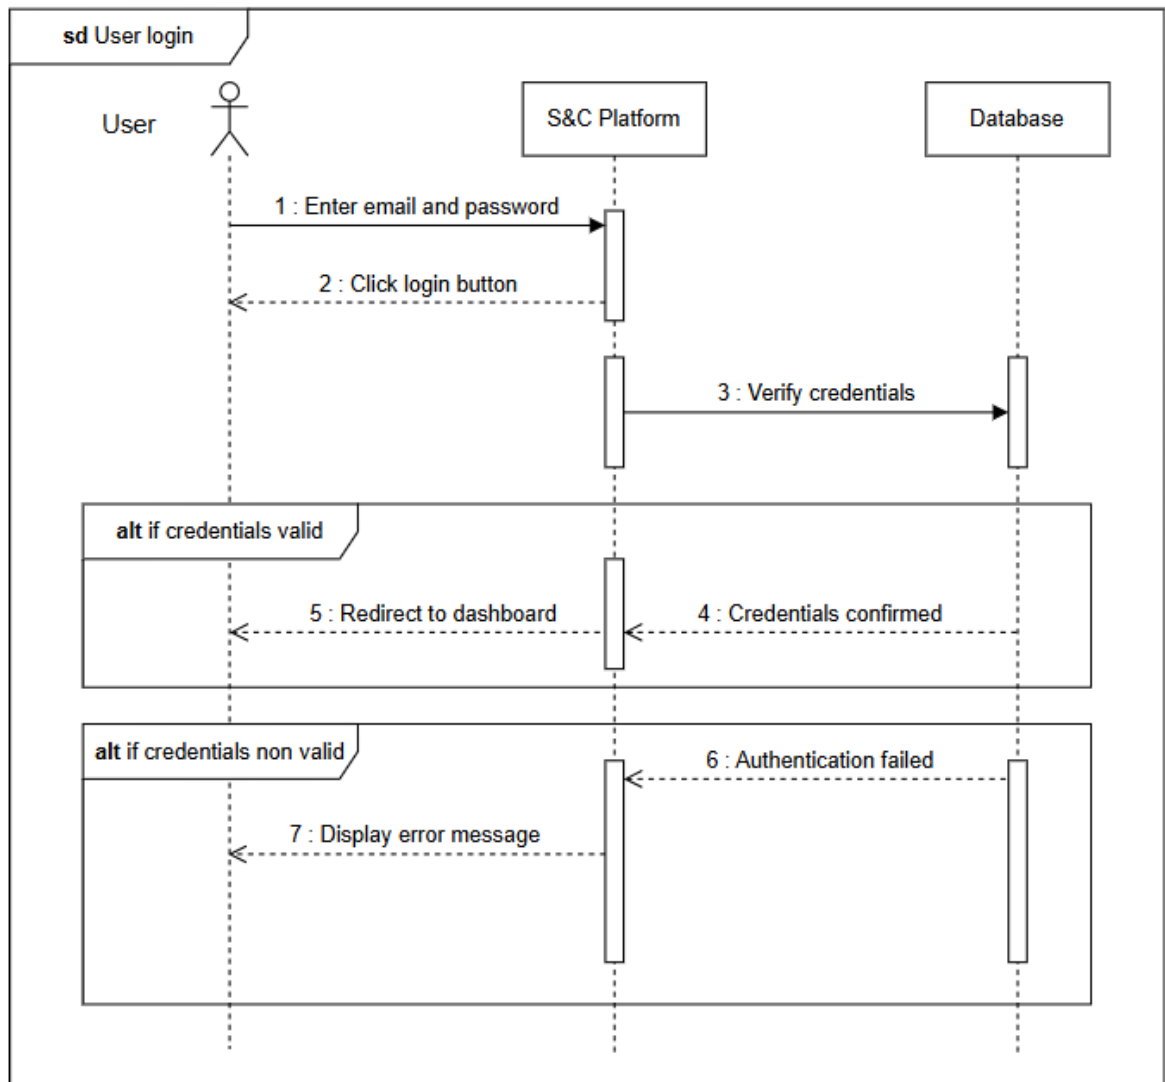 sd User login
User
S&C Platform
Database
1 : Enter email and password
2 : Click login button
3 : Verify credentials
alt if credentials valid
5 : Redirect to dashboard
4 : Credentials confirmed
alt if credentials non valid
6 : Authentication failed
7 : Display error message